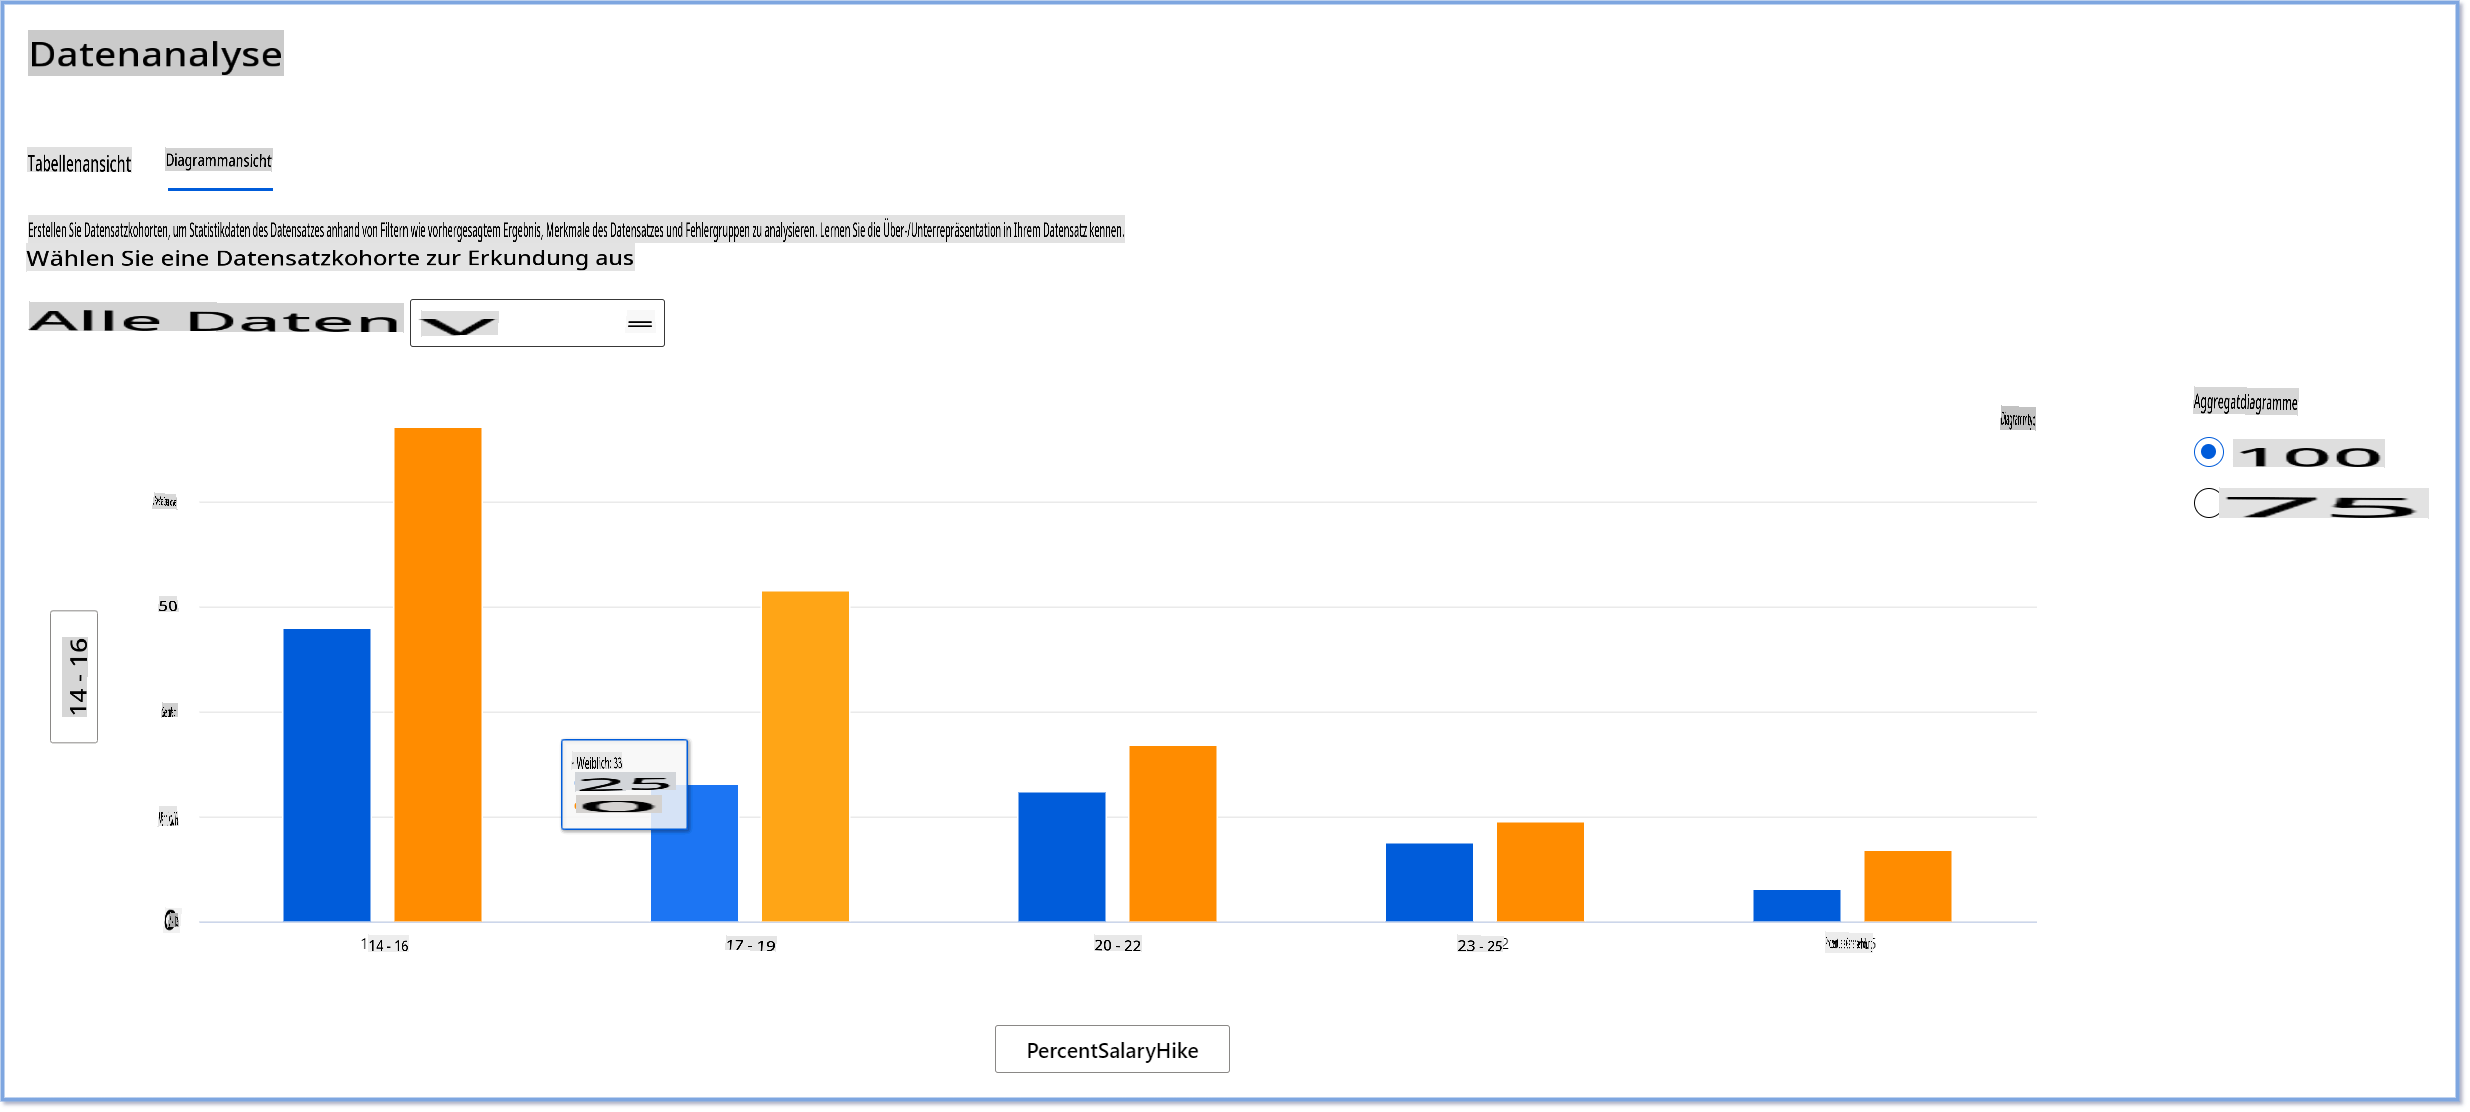 Datenanalyse
Tabellenansicht
Diagrammansicht
Erstellen Sie Datensatzkohorten, um Statistikdaten des Datensatzes anhand von Filtern wie vorhergesagtem Ergebnis, Merkmale des Datensatzes und Fehlergruppen zu analysieren. Lernen Sie die Über-/Unterrepräsentation in Ihrem Datensatz kennen.
Wählen Sie eine Datensatzkohorte zur Erkundung aus
Alle Daten
Diagrammtyp
Aggregatdiagramme
100
75
50
14 - 16
- Weiblich: 33
25
0
14 - 16
17 - 19
20 - 22
23 - 25
PercentSalaryHike